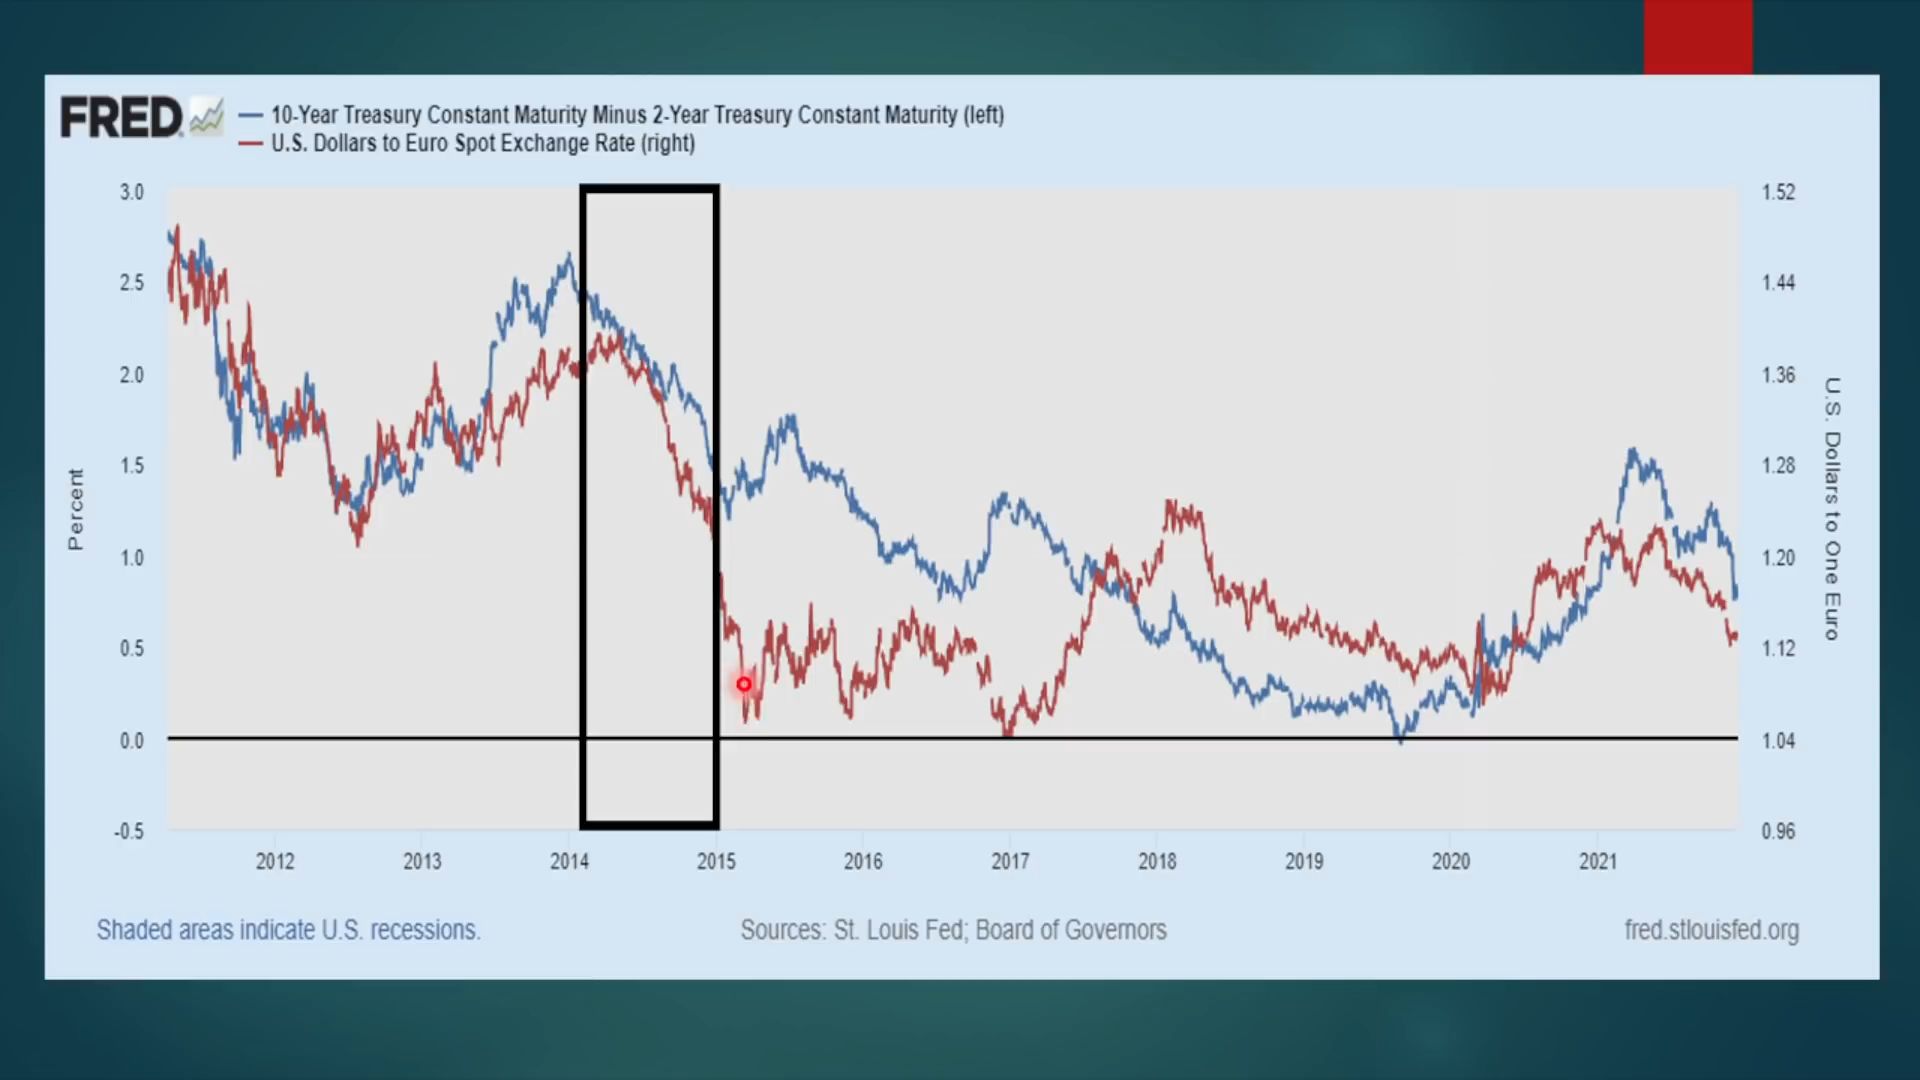 FRED
10-Year Treasury Constant Maturity Minus 2-Year Treasury Constant Maturity (left)
U.S. Dollars to Euro Spot Exchange Rate (right)
3.0
2.5
2.0
1.5
1.0
0.5
0.0
-0.5
Percent
1.52
1.44
1.36
1.28
1.20
1.12
1.04
0.96
U.S. Dollars to One Euro
2012 2013 2014 2015 2016 2017 2018 2019 2020 2021
Shaded areas indicate U.S. recessions.
Sources: St. Louis Fed; Board of Governors
fred.stlouisfed.org